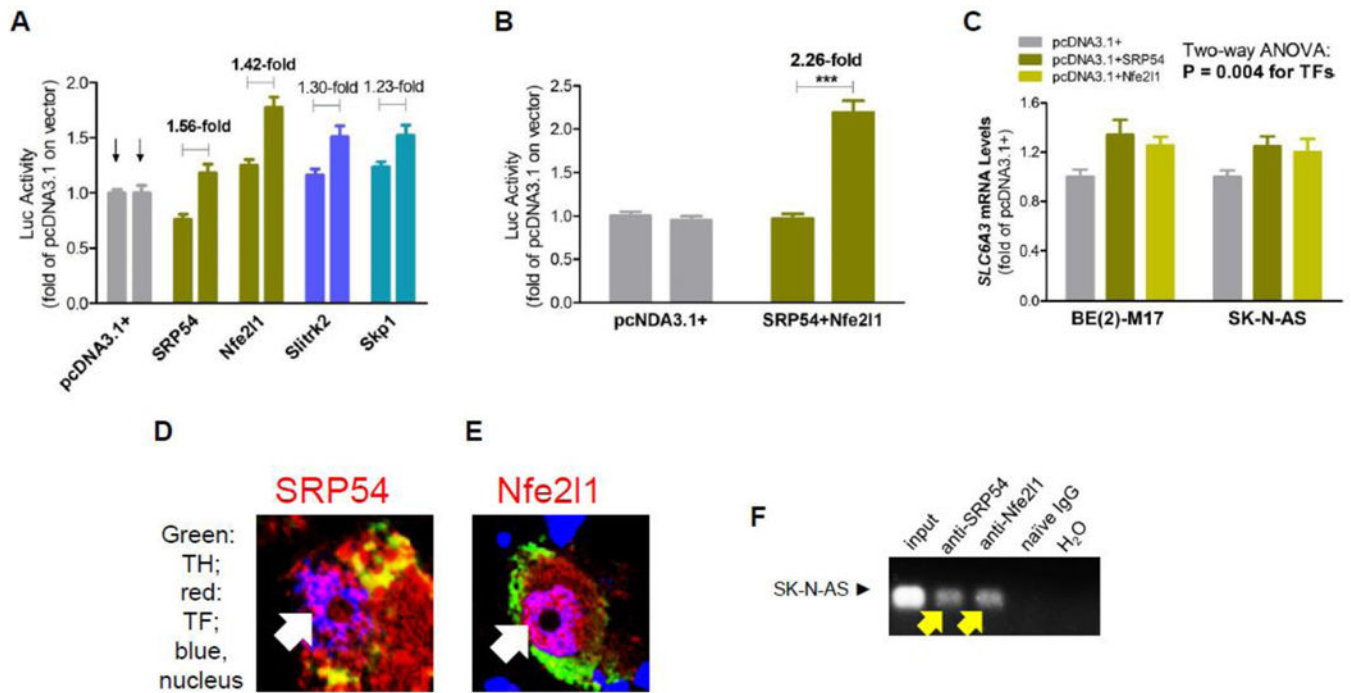 A
Luc Activity
(fold of pcDNA3.1 on vector)
2.0
1.5
1.0
0.5
0.0
1.56-fold
1.42-fold
1.30-fold
1.23-fold
pcDNA3.1+
SRP54
Nfe2l1
Slitrk2
Skp1
B
Luc Activity
(fold of pcDNA3.1 on vector)
2.5
2.0
1.5
1.0
0.5
0.0
2.26-fold
***
pcNDA3.1+
SRP54+Nfe2l1
C
pcDNA3.1+
pcDNA3.1+SRP54
pcDNA3.1+Nfe2l1
Two-way ANOVA:
P = 0.004 for TFs
SLC6A3 mRNA Levels
(fold of pcDNA3.1+)
1.6
1.2
0.8
0.4
0.0
BE(2)-M17
SK-N-AS
D
SRP54
Green:
TH;
red:
TF;
blue,
nucleus
E
Nfe2l1
F
input
anti-SRP54
anti-Nfe2l1
naïve IgG
H₂O
SK-N-AS ►